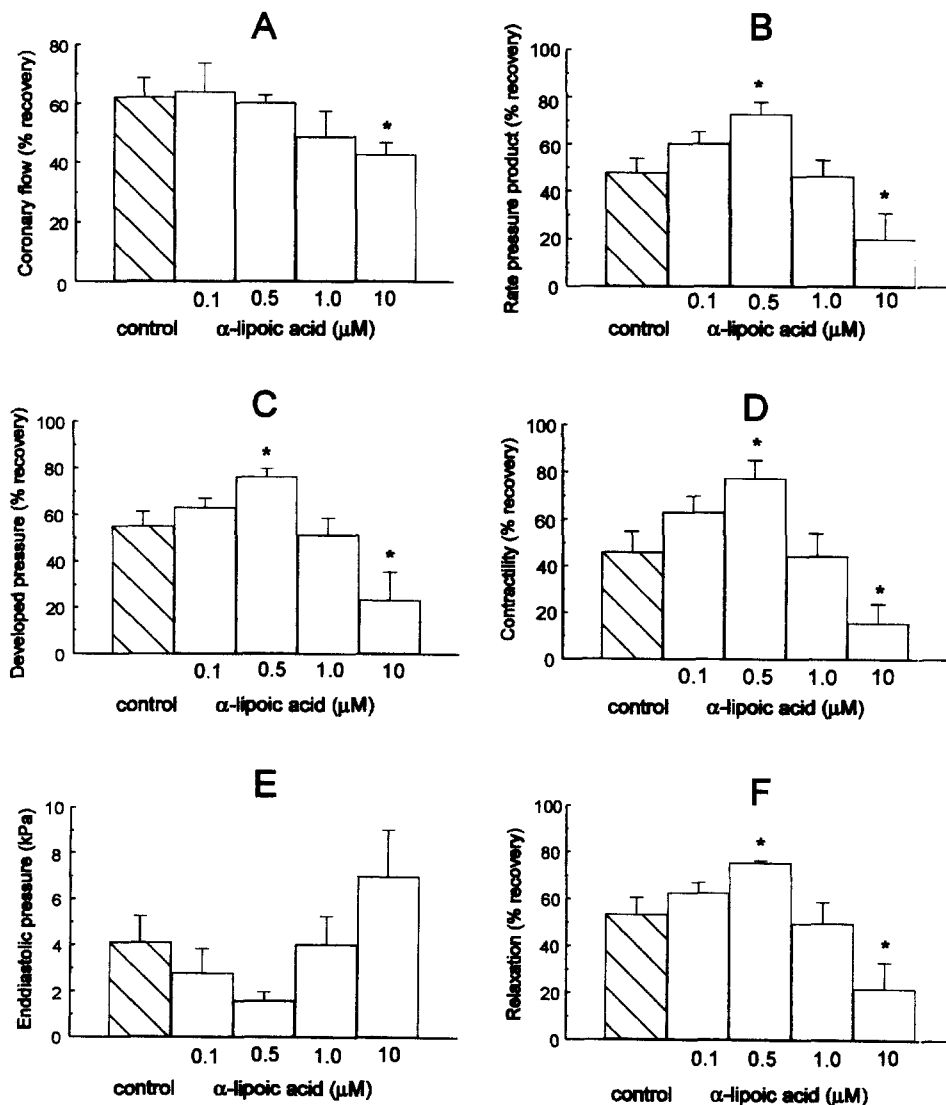 A
Coronary flow (% recovery)
80
60
40
20
0
*
0.1 0.5 1.0 10
control α-lipoic acid (μM)
B
Rate pressure product (% recovery)
100
80
60
40
20
0
*
*
0.1 0.5 1.0 10
control α-lipoic acid (μM)
C
Developed pressure (% recovery)
100
80
60
40
20
0
*
*
0.1 0.5 1.0 10
control α-lipoic acid (μM)
D
Contractility (% recovery)
100
80
60
40
20
0
*
*
0.1 0.5 1.0 10
control α-lipoic acid (μM)
E
Enddiastolic pressure (kPa)
10
8
6
4
2
0
0.1 0.5 1.0 10
control α-lipoic acid (μM)
F
Relaxation (% recovery)
100
80
60
40
20
0
*
*
0.1 0.5 1.0 10
control α-lipoic acid (μM)